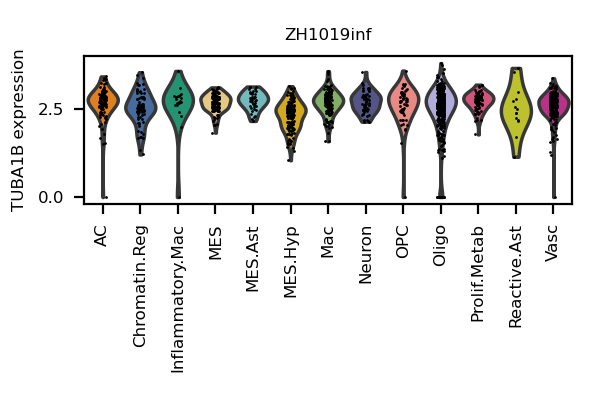 ZH1019inf
TUBA1B expression
2.5
0.0
AC
Chromatin.Reg
Inflammatory.Mac
MES
MES.Ast
MES.Hyp
Mac
Neuron
OPC
Oligo
Prolif.Metab
Reactive.Ast
Vasc